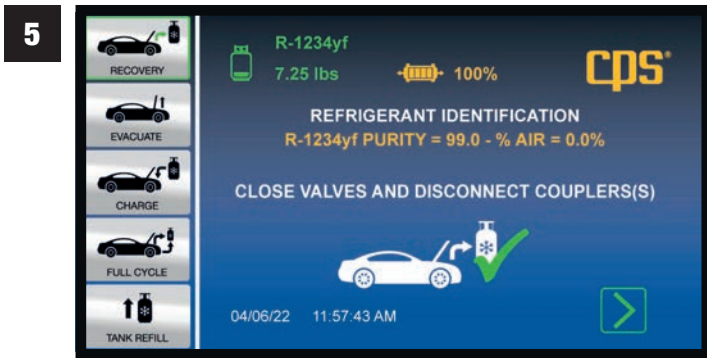 5
RECOVERY
EVACUATE
CHARGE
FULL CYCLE
TANK REFILL
R-1234yf
7.25 lbs
100%
cps®
REFRIGERANT IDENTIFICATION
R-1234yf PURITY = 99.0 - % AIR = 0.0%
CLOSE VALVES AND DISCONNECT COUPLERS(S)
04/06/22 11:57:43 AM